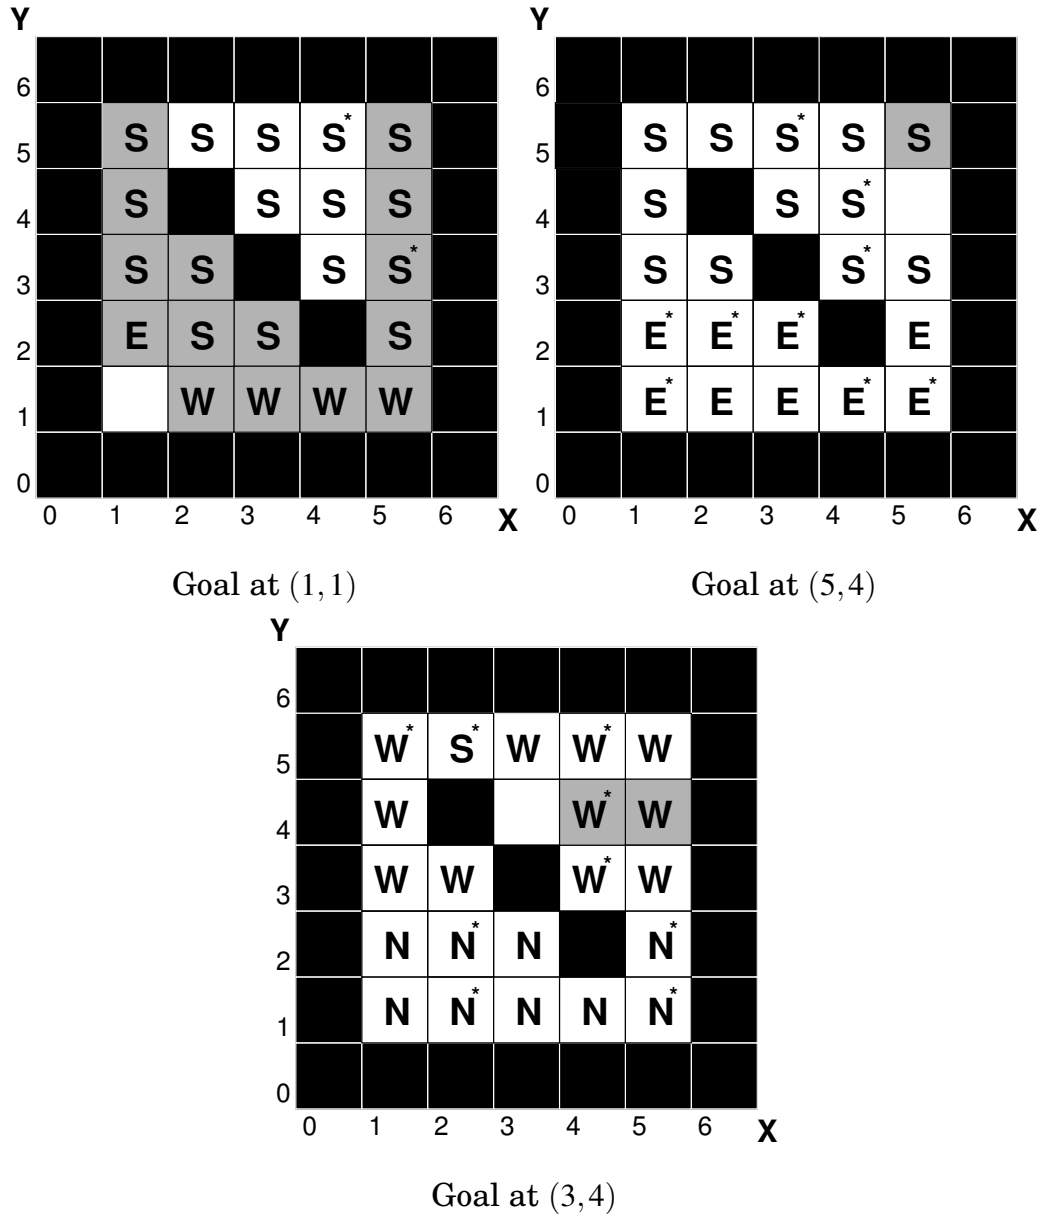 Y Y
6 6
5 S S S S* S 5 S S S* S S
4 S S S S 4 S S S*
3 S S S S* 3 S S S* S
2 E S S S 2 E* E* E* E
1 W W W W 1 E* E E E* E*
0 0
0 1 2 3 4 5 6 X 0 1 2 3 4 5 6 X
Goal at (1,1) Goal at (5,4)
Y
6
5 W* S* W W* W
4 W W* W
3 W W W* W
2 N N* N N*
1 N N* N N N*
0
0 1 2 3 4 5 6 X
Goal at (3,4)